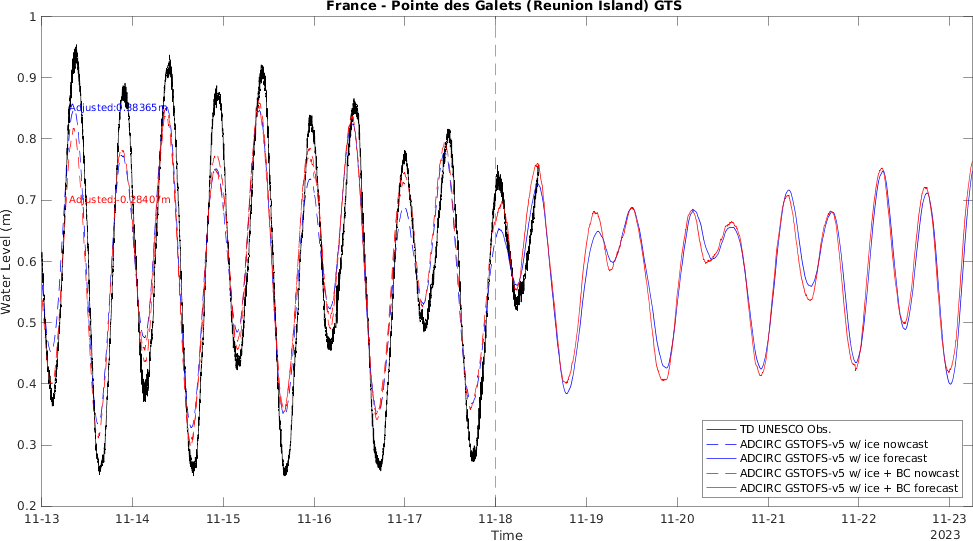 France - Pointe des Galets (Reunion Island) GTS
1
0.9
0.8
0.7
0.6
0.5
0.4
0.3
0.2
Water Level (m)
Adjusted:0.38365m
Adjusted:-0.28407m
TD UNESCO Obs.
ADCIRC GSTOFS-v5 w/ ice nowcast
ADCIRC GSTOFS-v5 w/ ice forecast
ADCIRC GSTOFS-v5 w/ ice + BC nowcast
ADCIRC GSTOFS-v5 w/ ice + BC forecast
11-13 11-14 11-15 11-16 11-17 11-18 11-19 11-20 11-21 11-22 11-23
2023
Time